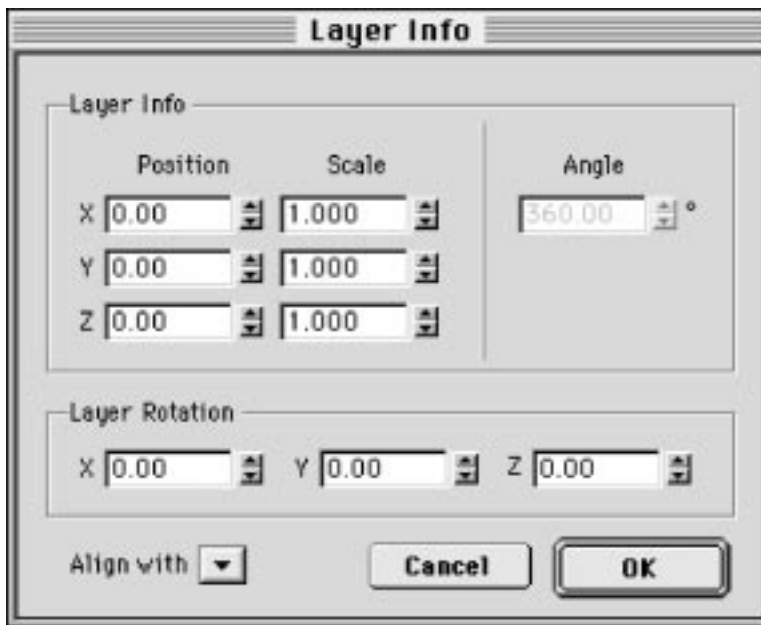 Layer Info
Layer Info
Position Scale Angle
X 0.00 1.000 360.00 °
Y 0.00 1.000
Z 0.00 1.000
Layer Rotation
X 0.00 Y 0.00 Z 0.00
Align with Cancel OK